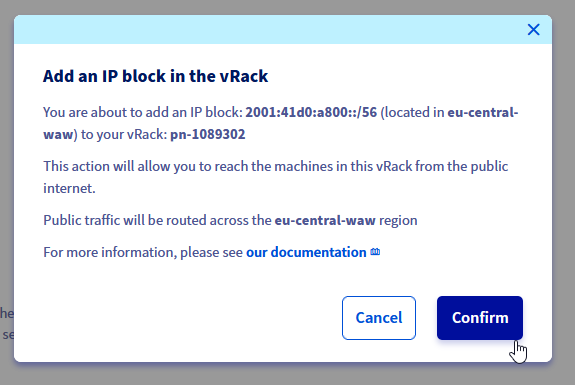 Add an IP block in the vRack
You are about to add an IP block: 2001:41d0:a800::/56 (located in eu-central-
waw) to your vRack: pn-1089302
This action will allow you to reach the machines in this vRack from the public
internet.
Public traffic will be routed across the eu-central-waw region
For more information, please see our documentation
he
se
Cancel
Confirm